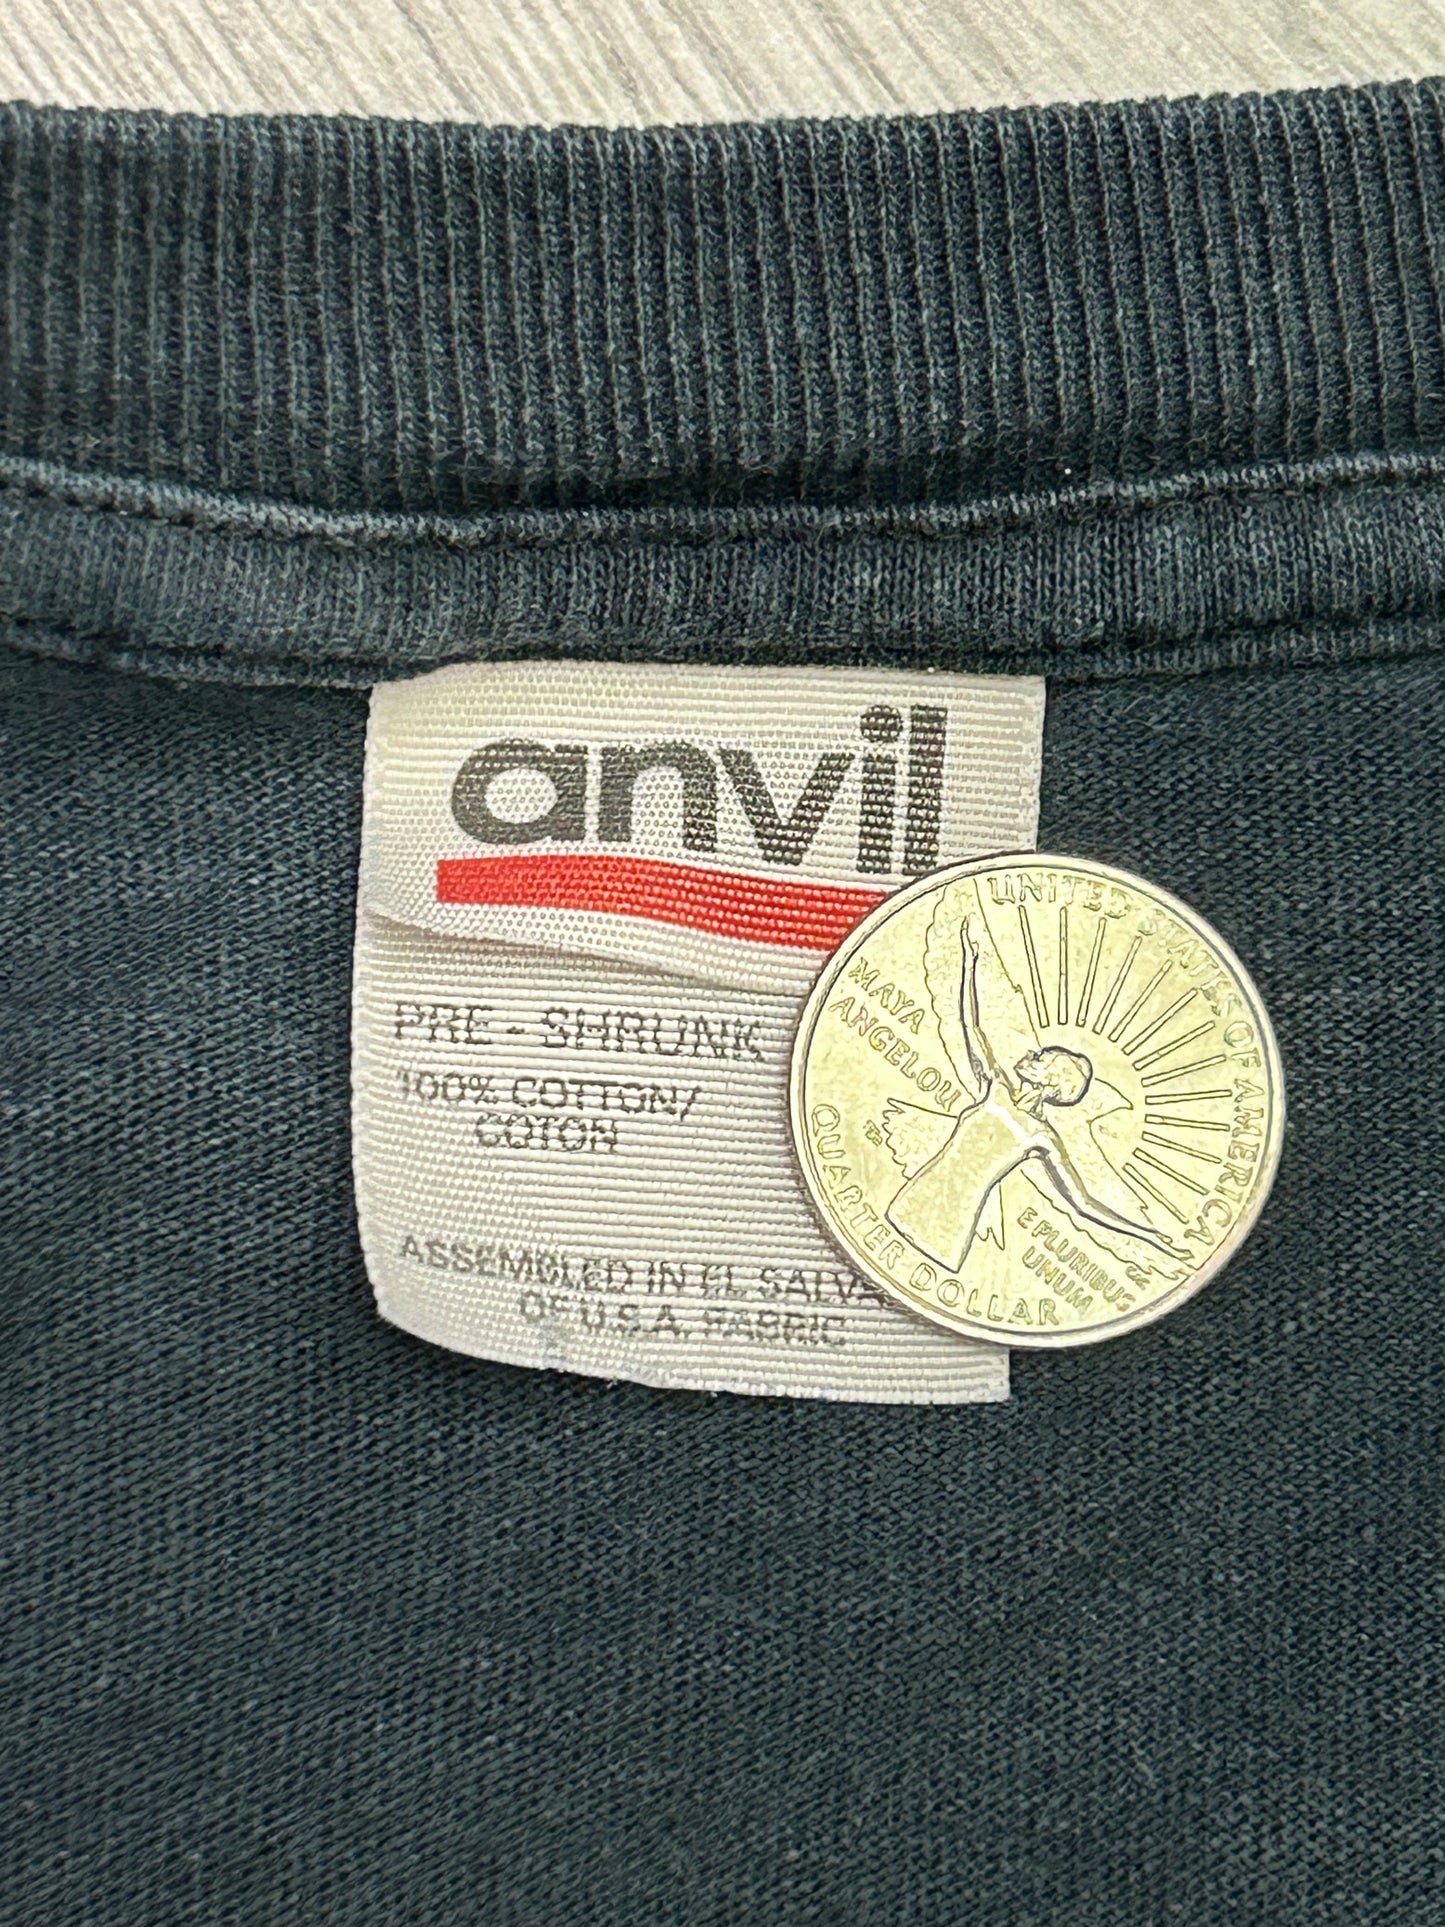 anvil
PRE-SHRUNK
100% COTTON/
COTON
ASSEMBLED IN EL SALVA
OF U.S.A. FABRIC
UNITED STATES OF AMERICA
MAYA
ANGELOU
E PLURIBUS
UNUM
QUARTER DOLLAR